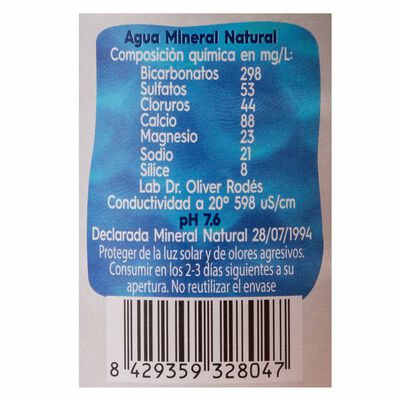 Agua Mineral Natural
Composición química en mg/L:
Bicarbonatos 298
Sulfatos 53
Cloruros 44
Calcio 88
Magnesio 23
Sodio 21
Sílice 8
Lab Dr. Oliver Rodés
Conductividad a 20º 598 uS/cm
pH 7.6
Declarada Mineral Natural 28/07/1994
Proteger de la luz solar y de olores agresivos.
Consumir en los 2-3 días siguientes a su
apertura. No reutilizar el envase
8 429359 328047